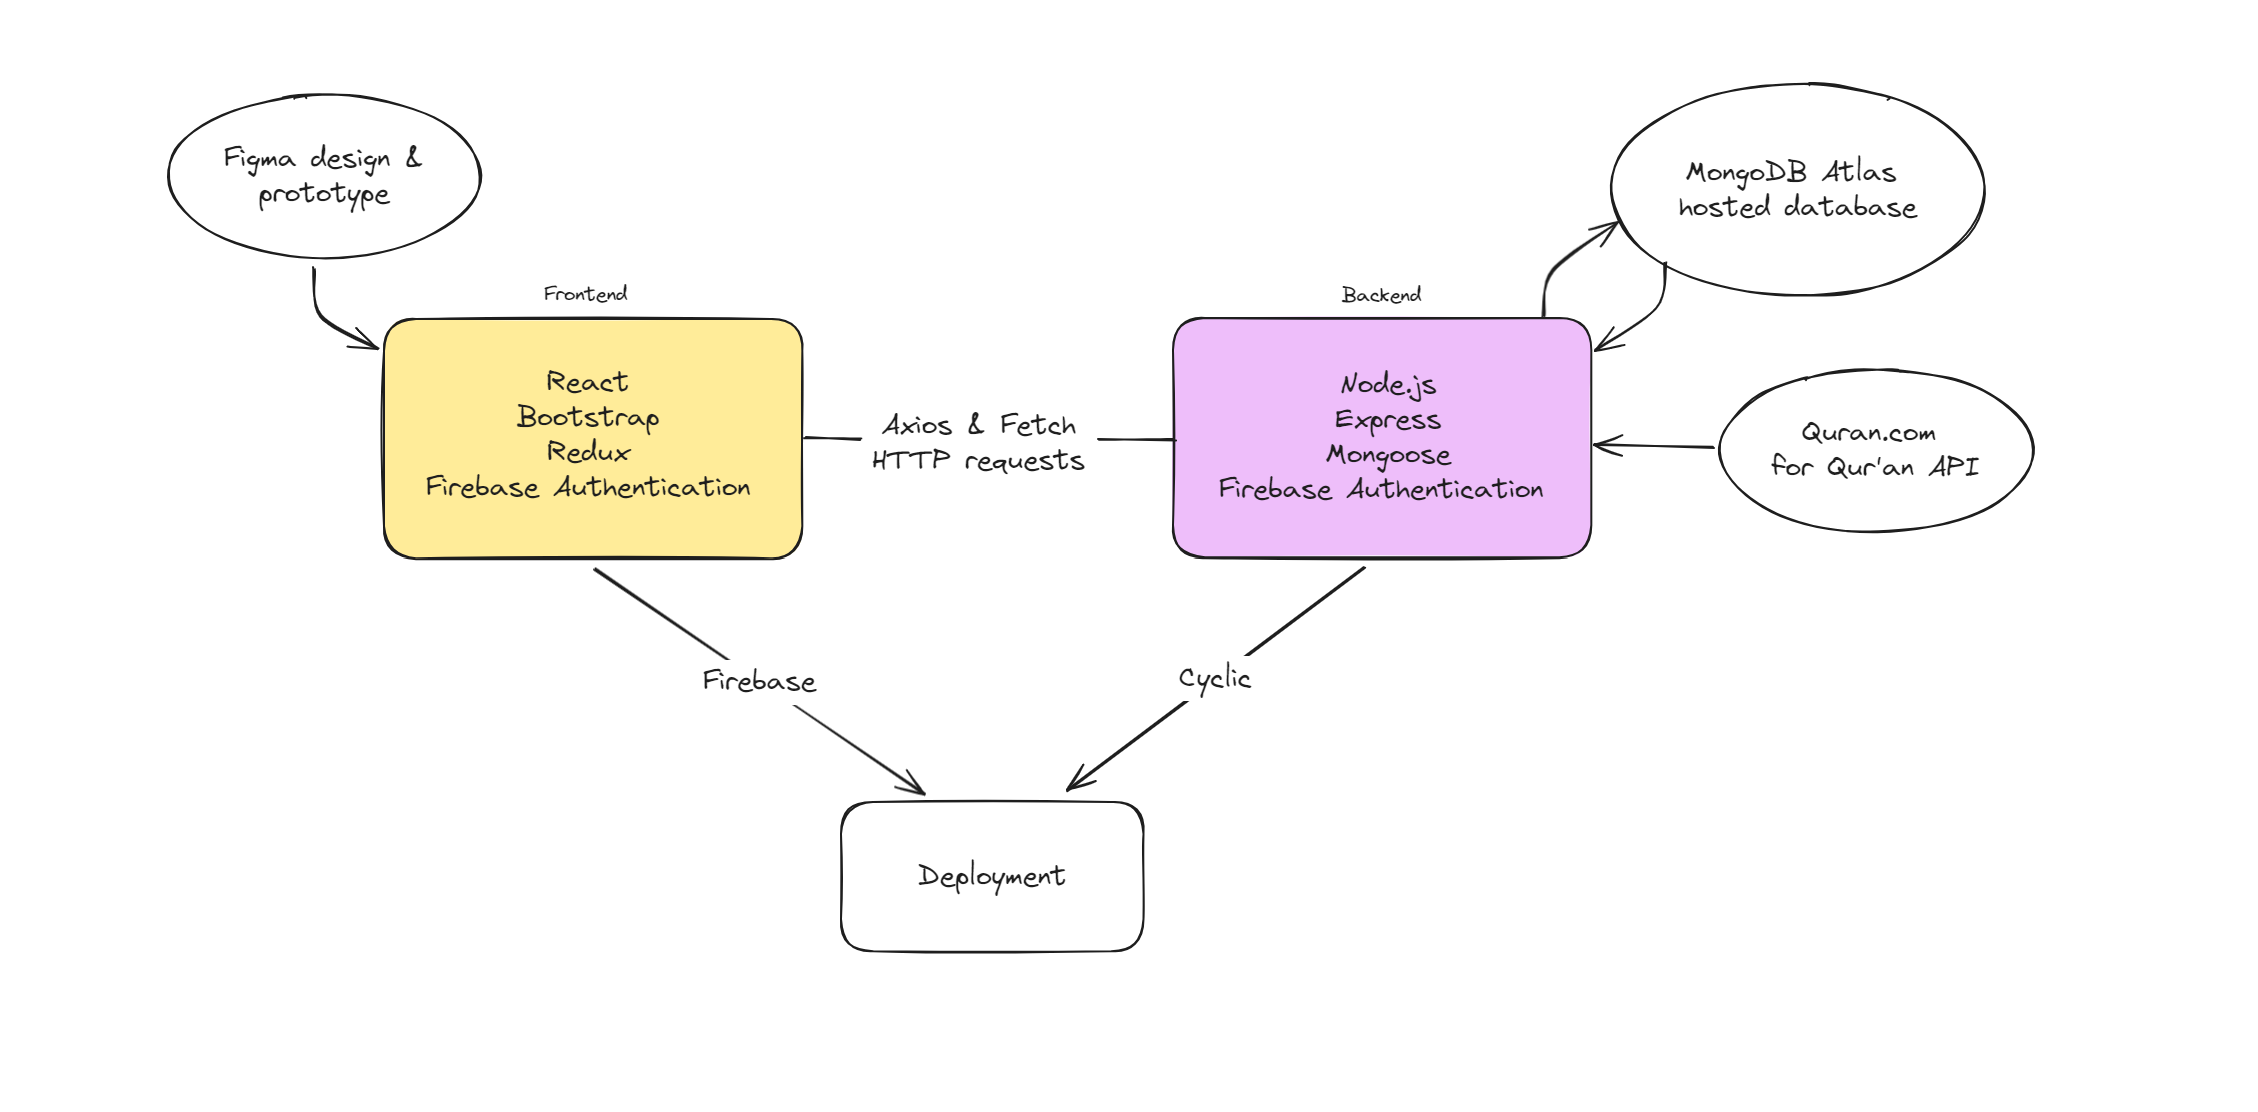 Figma design &
prototype
MongoDB Atlas
hosted database
Frontend
Backend
React
Bootstrap
Redux
Firebase Authentication
Axios & Fetch
HTTP requests
Node.js
Express
Mongoose
Firebase Authentication
Quran.com
for Qur'an API
Firebase
Cyclic
Deployment